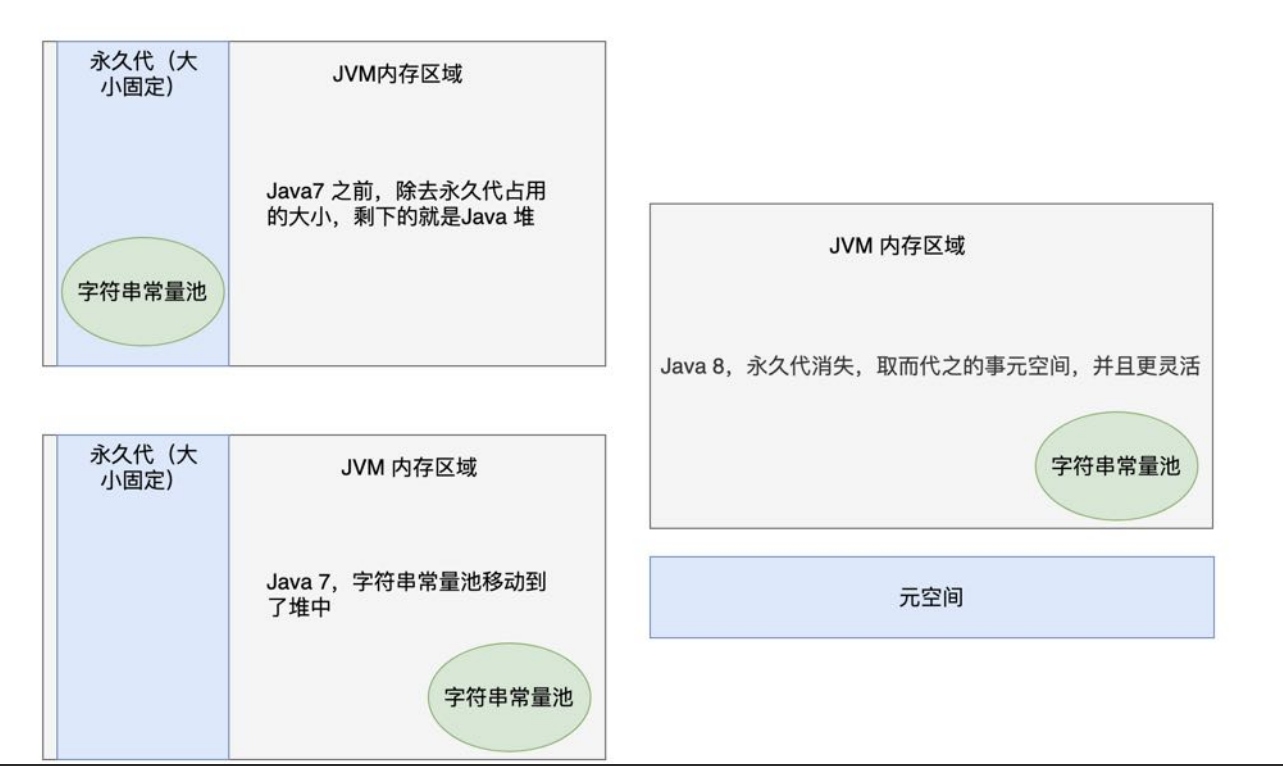 永久代（大
小固定）
JVM内存区域
Java7 之前，除去永久代占用
的大小，剩下的就是Java 堆
字符串常量池
永久代（大
小固定）
JVM 内存区域
Java 7，字符串常量池移动到
了堆中
字符串常量池
JVM 内存区域
Java 8，永久代消失，取而代之的事元空间，并且更灵活
字符串常量池
元空间